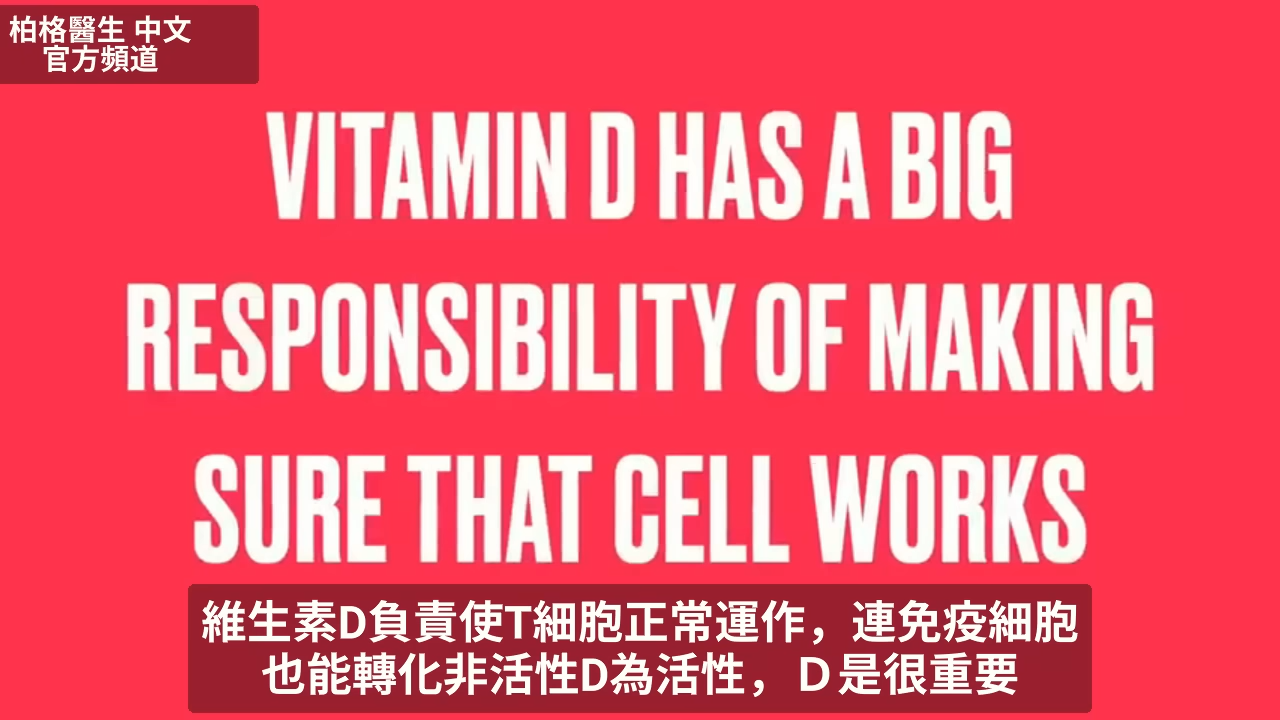 柏格醫生 中文
官方頻道
VITAMIN D HAS A BIG
RESPONSIBILITY OF MAKING
SURE THAT CELL WORKS
維生素D負責使T細胞正常運作，連免疫細胞
也能轉化非活性D為活性，Ｄ是很重要